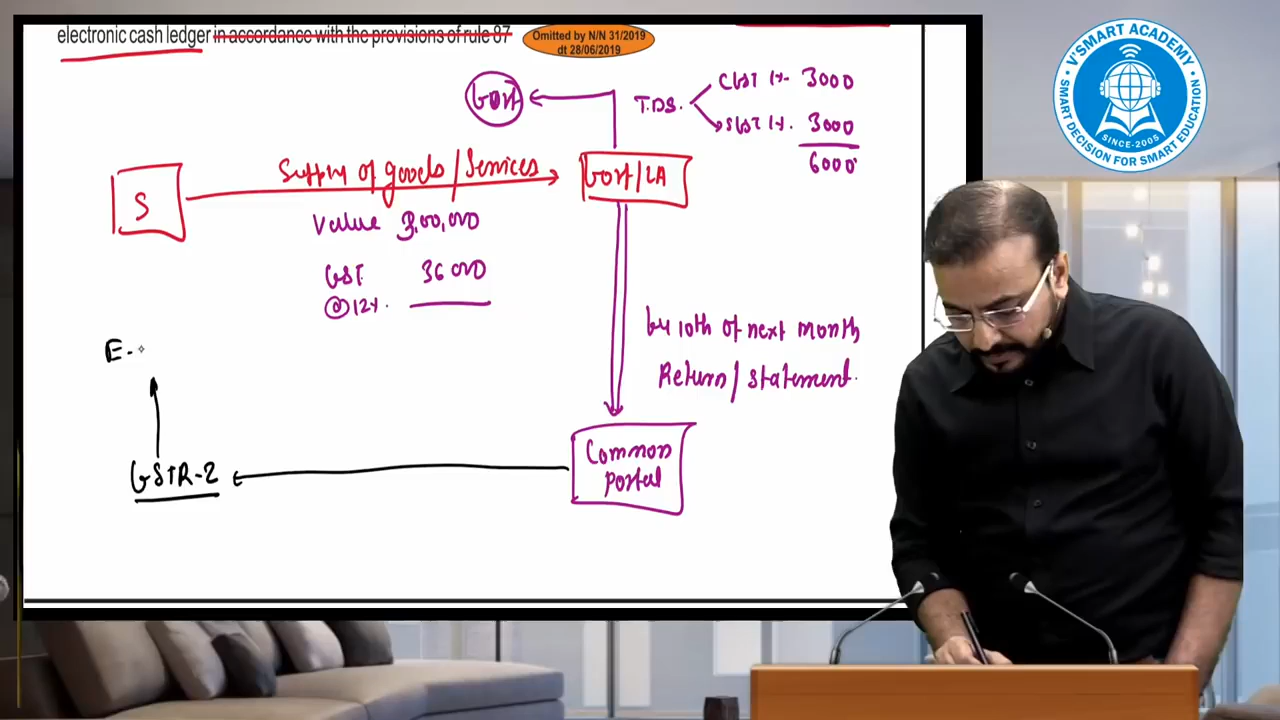 electronic cash ledger in accordance with the provisions of rule 87
Omitted by N/N 31/2019
dt 28/06/2019
V'SMART ACADEMY
SINCE-2005
SMART DECISION FOR SMART EDUCATION
Govt
T.D.S.
CGST 1%. 3000
SGST 1%. 3000
6000
S
Supply of goods/Services
Govt/LA
Value 3,00,000
GST 36000
@12%.
by 10th of next month
Return/statement.
E-
GSTR-2
Common
portal